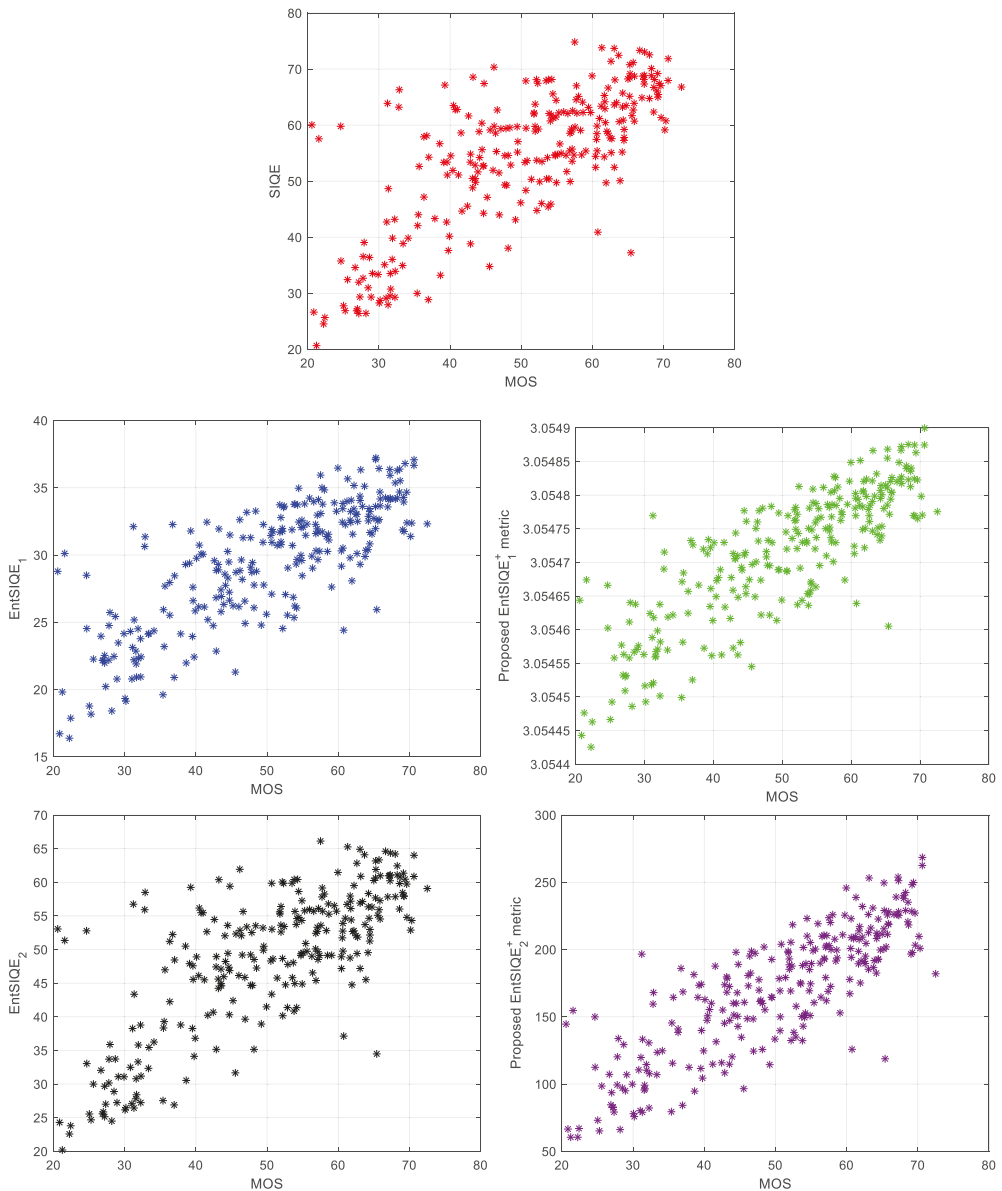 80
70
60
50
40
30
20
SIQE
20 30 40 50 60 70 80
MOS
40
35
30
25
20
15
EntSIQE1
20 30 40 50 60 70 80
MOS
3.0549
3.05485
3.0548
3.05475
3.0547
3.05465
3.0546
3.05455
3.0545
3.05445
3.0544
Proposed EntSIQE1+ metric
20 30 40 50 60 70 80
MOS
70
65
60
55
50
45
40
35
30
25
20
EntSIQE2
20 30 40 50 60 70 80
MOS
300
250
200
150
100
50
Proposed EntSIQE2+ metric
20 30 40 50 60 70 80
MOS